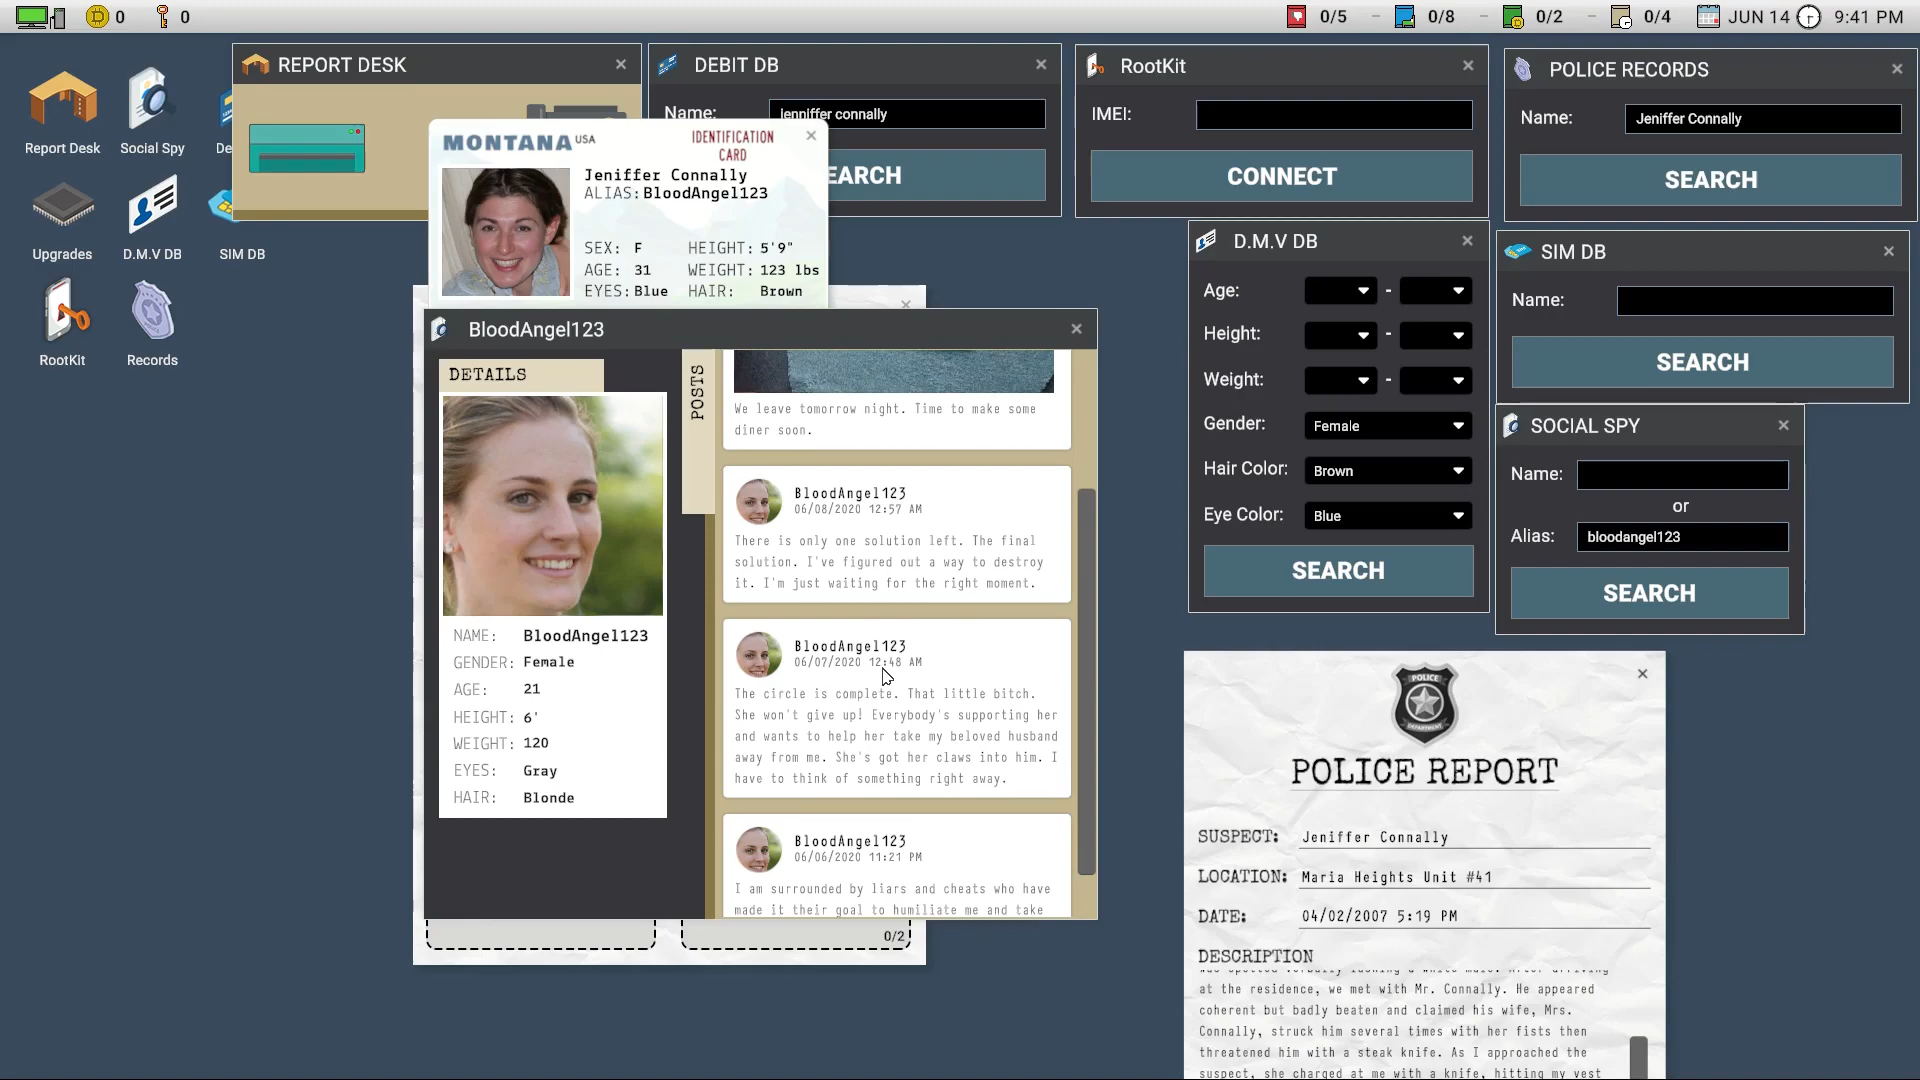 0
0
0/5
0/8
0/2
0/4
JUN 14
9:41 PM
Report Desk
Social Spy
De
Upgrades
D.M.V DB
SIM DB
RootKit
Records
REPORT DESK
DEBIT DB
Name:
jenniffer connally
EARCH
MONTANA USA
IDENTIFICATION
CARD
Jeniffer Connally
ALIAS: BloodAngel123
SEX: F
HEIGHT: 5'9"
AGE: 31
WEIGHT: 123 lbs
EYES: Blue
HAIR: Brown
RootKit
IMEI:
CONNECT
POLICE RECORDS
Name:
Jeniffer Connally
SEARCH
D.M.V DB
Age:
-
Height:
-
Weight:
-
Gender:
Female
Hair Color:
Brown
Eye Color:
Blue
SEARCH
SIM DB
Name:
SEARCH
SOCIAL SPY
Name:
or
Alias:
bloodangel123
SEARCH
BloodAngel123
DETAILS
NAME: BloodAngel123
GENDER: Female
AGE: 21
HEIGHT: 6'
WEIGHT: 120
EYES: Gray
HAIR: Blonde
POSTS
We leave tomorrow night. Time to make some
diner soon.
BloodAngel123
06/08/2020 12:57 AM
There is only one solution left. The final
solution. I've figured out a way to destroy
it. I'm just waiting for the right moment.
BloodAngel123
06/07/2020 12:48 AM
The circle is complete. That little bitch.
She won't give up! Everybody's supporting her
and wants to help her take my beloved husband
away from me. She's got her claws into him. I
have to think of something right away.
BloodAngel123
06/06/2020 11:21 PM
I am surrounded by liars and cheats who have
made it their goal to humiliate me and take
0/2
POLICE
DEPARTMENT
POLICE REPORT
SUSPECT: Jeniffer Connally
LOCATION: Maria Heights Unit #41
DATE: 04/02/2007 5:19 PM
DESCRIPTION
was spotted verbally lashing a white male. After arriving
at the residence, we met with Mr. Connally. He appeared
coherent but badly beaten and claimed his wife, Mrs.
Connally, struck him several times with her fists then
threatened him with a steak knife. As I approached the
suspect, she charged at me with a knife, hitting my vest